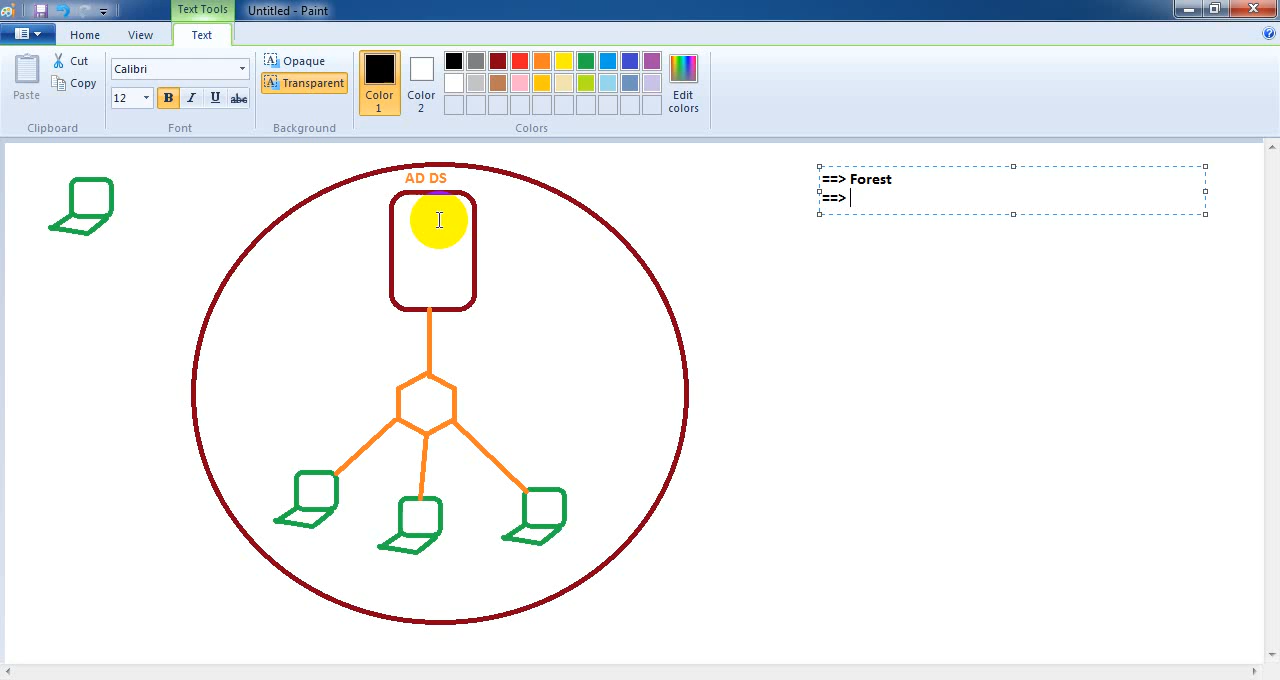 Text Tools
Untitled - Paint
Home
View
Text
Paste
Cut
Copy
Clipboard
Calibri
12
B I U abc
Font
Opaque
Transparent
Background
Color 1
Color 2
Edit colors
Colors
AD DS
==> Forest
==>